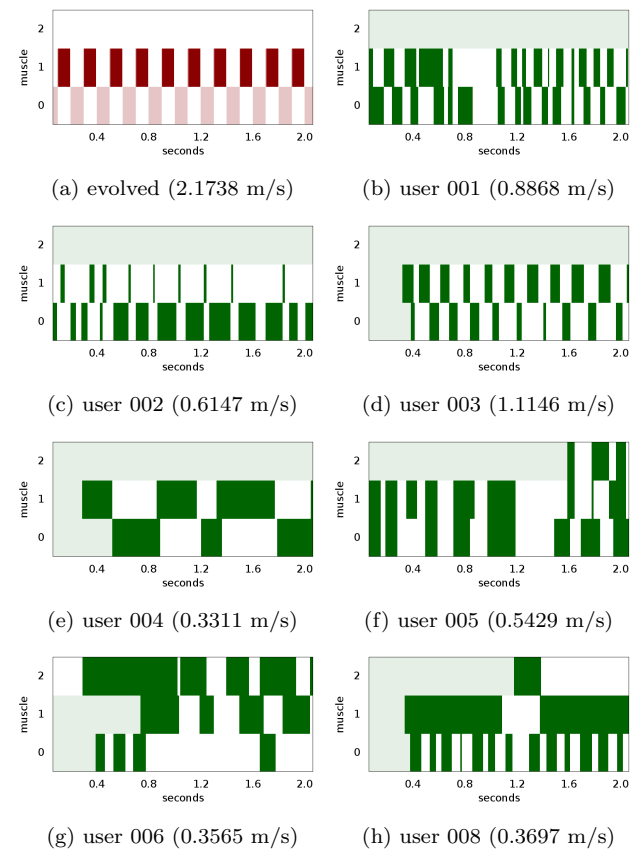 2
1
0
muscle
0.4 0.8 1.2 1.6 2.0
seconds
(a) evolved (2.1738 m/s)
2
1
0
muscle
0.4 0.8 1.2 1.6 2.0
seconds
(b) user 001 (0.8868 m/s)
2
1
0
muscle
0.4 0.8 1.2 1.6 2.0
seconds
(c) user 002 (0.6147 m/s)
2
1
0
muscle
0.4 0.8 1.2 1.6 2.0
seconds
(d) user 003 (1.1146 m/s)
2
1
0
muscle
0.4 0.8 1.2 1.6 2.0
seconds
(e) user 004 (0.3311 m/s)
2
1
0
muscle
0.4 0.8 1.2 1.6 2.0
seconds
(f) user 005 (0.5429 m/s)
2
1
0
muscle
0.4 0.8 1.2 1.6 2.0
seconds
(g) user 006 (0.3565 m/s)
2
1
0
muscle
0.4 0.8 1.2 1.6 2.0
seconds
(h) user 008 (0.3697 m/s)